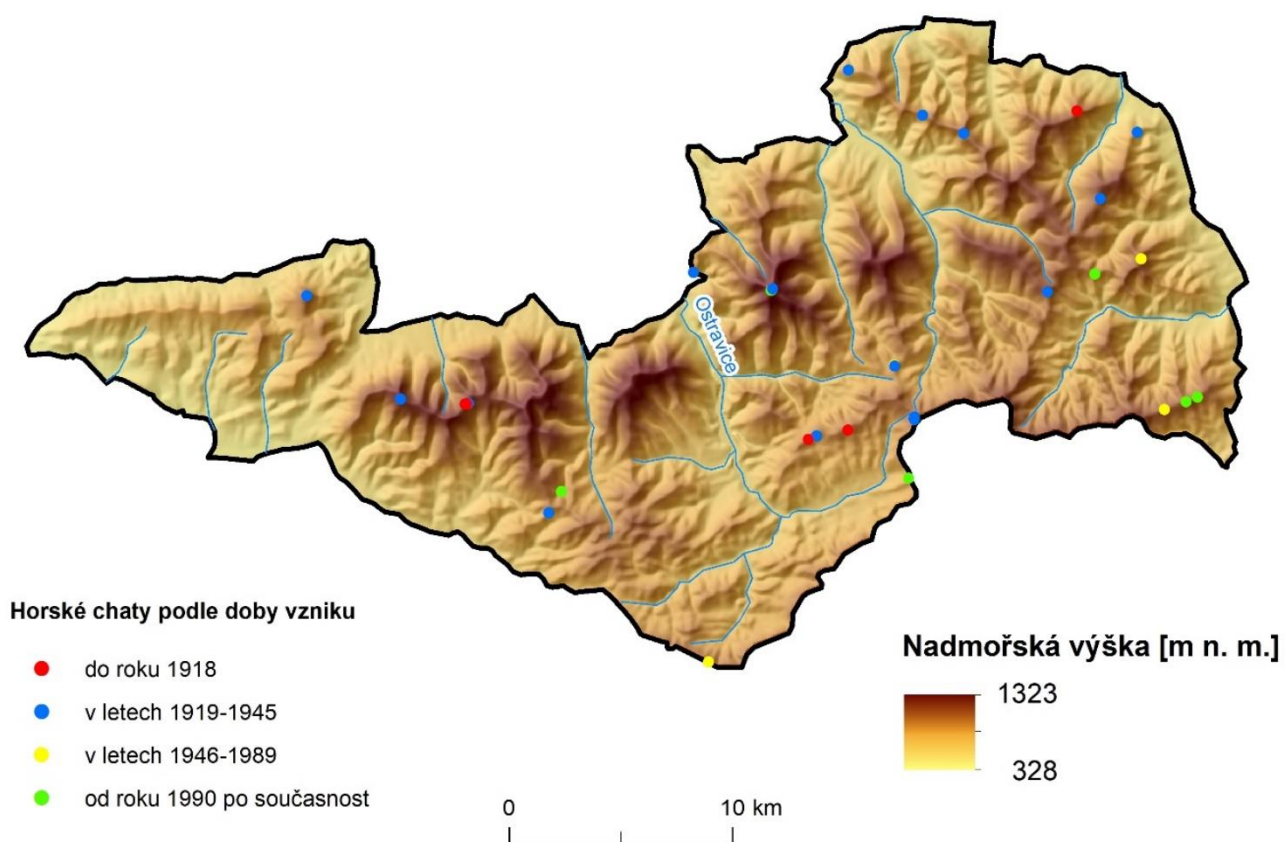 Ostravice
Horské chaty podle doby vzniku
do roku 1918
v letech 1919-1945
v letech 1946-1989
od roku 1990 po současnost
Nadmořská výška [m n. m.]
1323
328
0
10 km